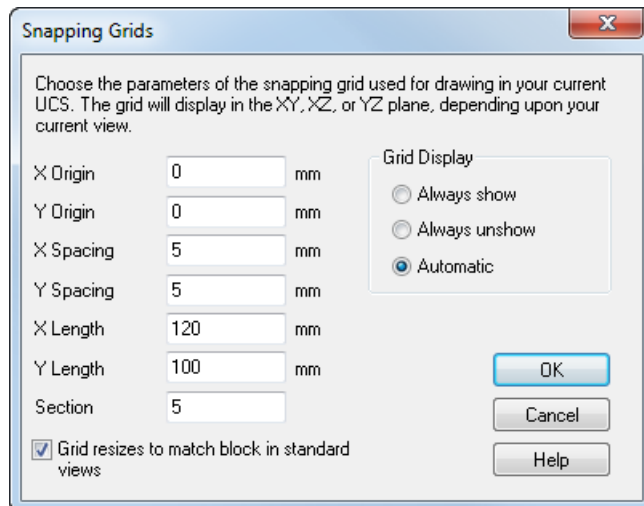 Snapping Grids
Choose the parameters of the snapping grid used for drawing in your current
UCS. The grid will display in the XY, XZ, or YZ plane, depending upon your
current view.
X Origin 0 mm
Y Origin 0 mm
X Spacing 5 mm
Y Spacing 5 mm
X Length 120 mm
Y Length 100 mm
Section 5
Grid resizes to match block in standard
views
Grid Display
Always show
Always unshow
Automatic
OK
Cancel
Help